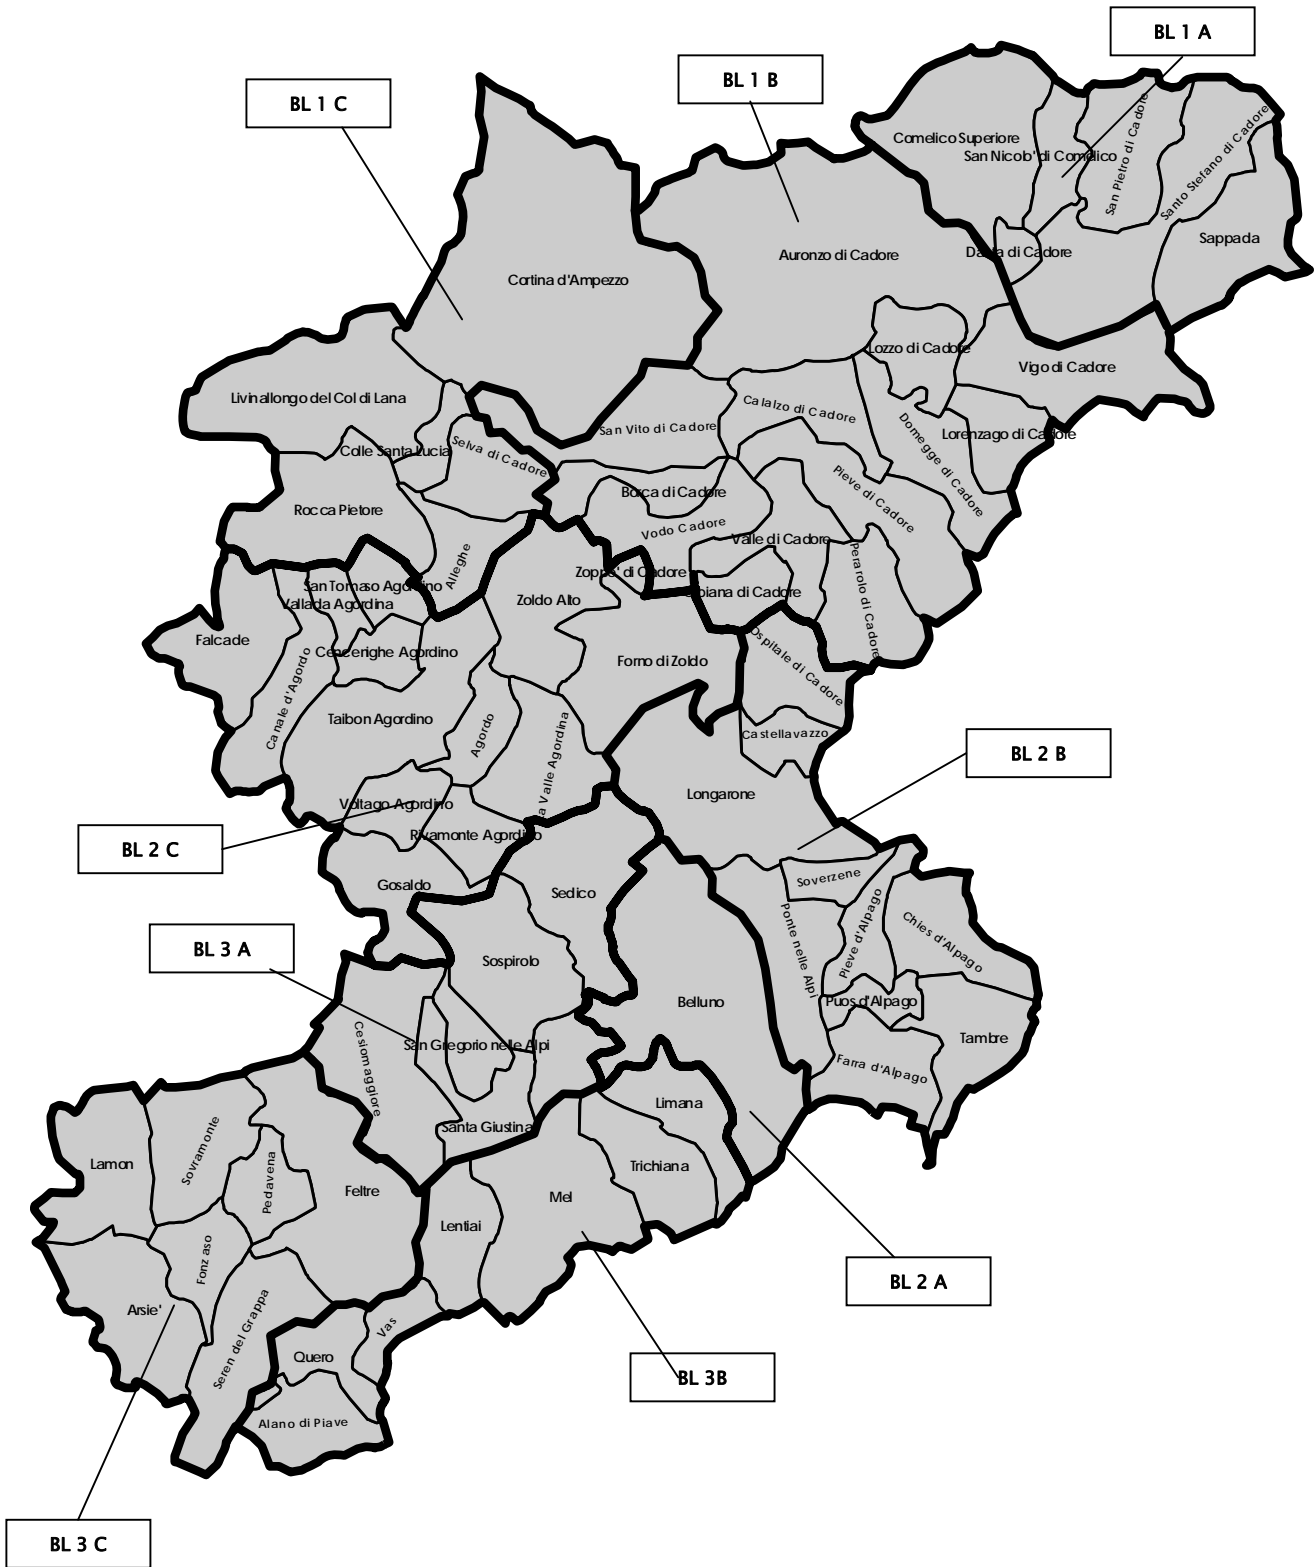 BL 1 A
BL 1 B
BL 1 C
Comelico Superiore
San Nicolo' di Comelico
San Pietro di Cadore
Santo Stefano di Cadore
Sappada
Danta di Cadore
Auronzo di Cadore
Cortina d'Ampezzo
Lozzo di Cadore
Vigo di Cadore
Livinallongo del Col di Lana
Calalzo di Cadore
San Vito di Cadore
Domegge di Cadore
Lorenzago di Cadore
Colle Santa Lucia
Selva di Cadore
Borca di Cadore
Pieve di Cadore
Rocca Pietore
Vodo Cadore
Valle di Cadore
Perarolo di Cadore
Alleghe
Zoppe' di Cadore
Cibiana di Cadore
San Tomaso Agordino
Vallada Agordina
Zoldo Alto
Falcade
Cencenighe Agordino
Forno di Zoldo
Ospitale di Cadore
Canale d'Agordo
Taibon Agordino
Agordo
La Valle Agordina
Castellavazzo
BL 2 B
Longarone
Voltago Agordino
Rivamonte Agordino
BL 2 C
Gosaldo
Sedico
Soverzene
Ponte nelle Alpi
Pieve d'Alpago
Chies d'Alpago
BL 3 A
Sospirolo
Belluno
Puos d'Alpago
Tambre
Cesiomaggiore
San Gregorio nelle Alpi
Farra d'Alpago
Limana
Santa Giustina
Lamon
Sovramonte
Pedavena
Feltre
Trichiana
Mel
Lentiai
Fonzaso
BL 2 A
Arsie'
Seren del Grappa
Vas
Quero
BL 3B
Alano di Piave
BL 3 C